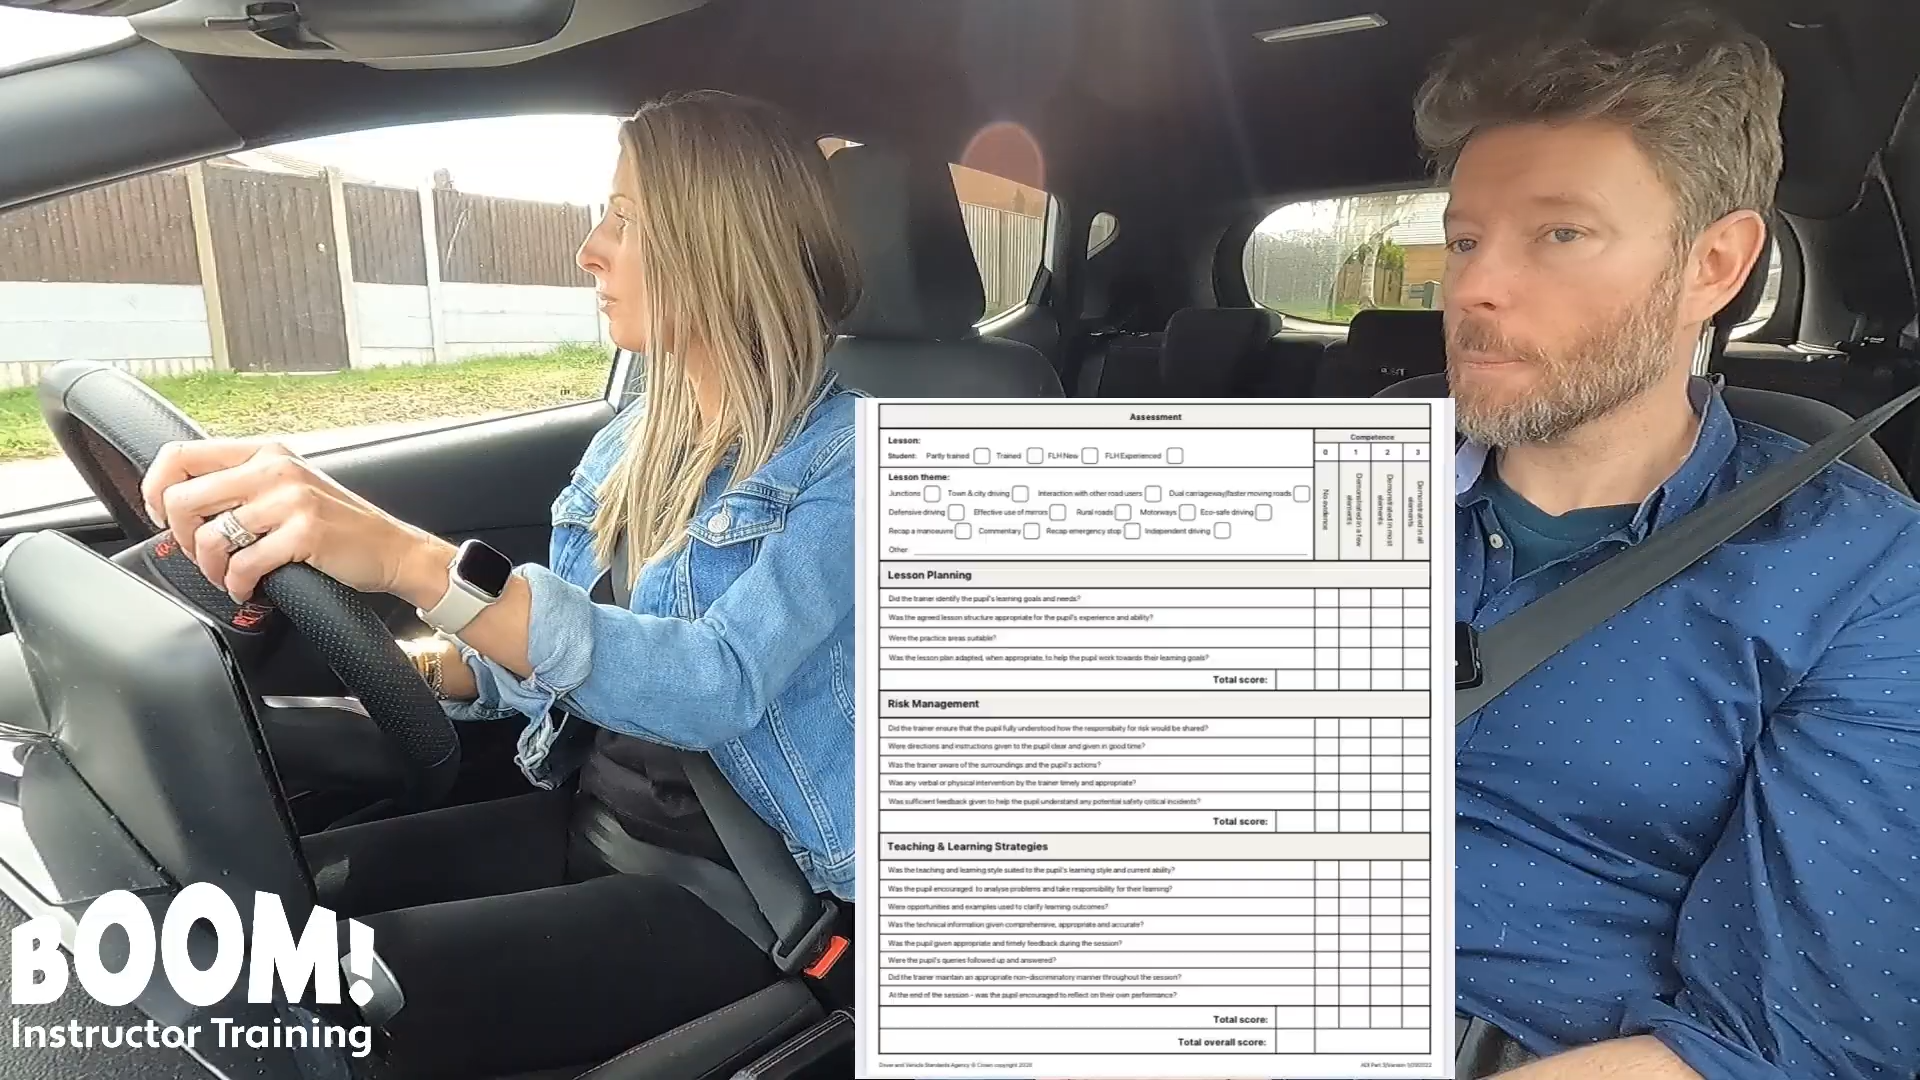 Assessment
Lesson:
Student: Partly trained Trained FLH New FLH Experienced
Competence
0 1 2 3
No evidence
Demonstrated in a few elements
Demonstrated in most elements
Demonstrated in all elements
Lesson theme:
Junctions Town & city driving Interaction with other road users Dual carriageway/faster moving roads
Defensive driving Effective use of mirrors Rural roads Motorways Eco-safe driving
Recap a manoeuvre Commentary Recap emergency stop Independent driving
Other
Lesson Planning
Did the trainer identify the pupil's learning goals and needs?
Was the agreed lesson structure appropriate for the pupil's experience and ability?
Were the practice areas suitable?
Was the lesson plan adapted, when appropriate, to help the pupil work towards their learning goals?
Total score:
Risk Management
Did the trainer ensure that the pupil fully understood how the responsibility for risk would be shared?
Were directions and instructions given to the pupil clear and given in good time?
Was the trainer aware of the surroundings and the pupil's actions?
Was any verbal or physical intervention by the trainer timely and appropriate?
Was sufficient feedback given to help the pupil understand any potential safety critical incidents?
Total score:
Teaching & Learning Strategies
Was the teaching and learning style suited to the pupil's learning style and current ability?
Was the pupil encouraged to analyse problems and take responsibility for their learning?
Were opportunities and examples used to clarify learning outcomes?
Was the technical information given comprehensive, appropriate and accurate?
Was the pupil given appropriate and timely feedback during the session?
Were the pupil's queries followed up and answered?
Did the trainer maintain an appropriate non-discriminatory manner throughout the session?
At the end of the session - was the pupil encouraged to reflect on their own performance?
Total score:
Total overall score:
Driver and Vehicle Standards Agency © Crown copyright
BOOM!
Instructor Training